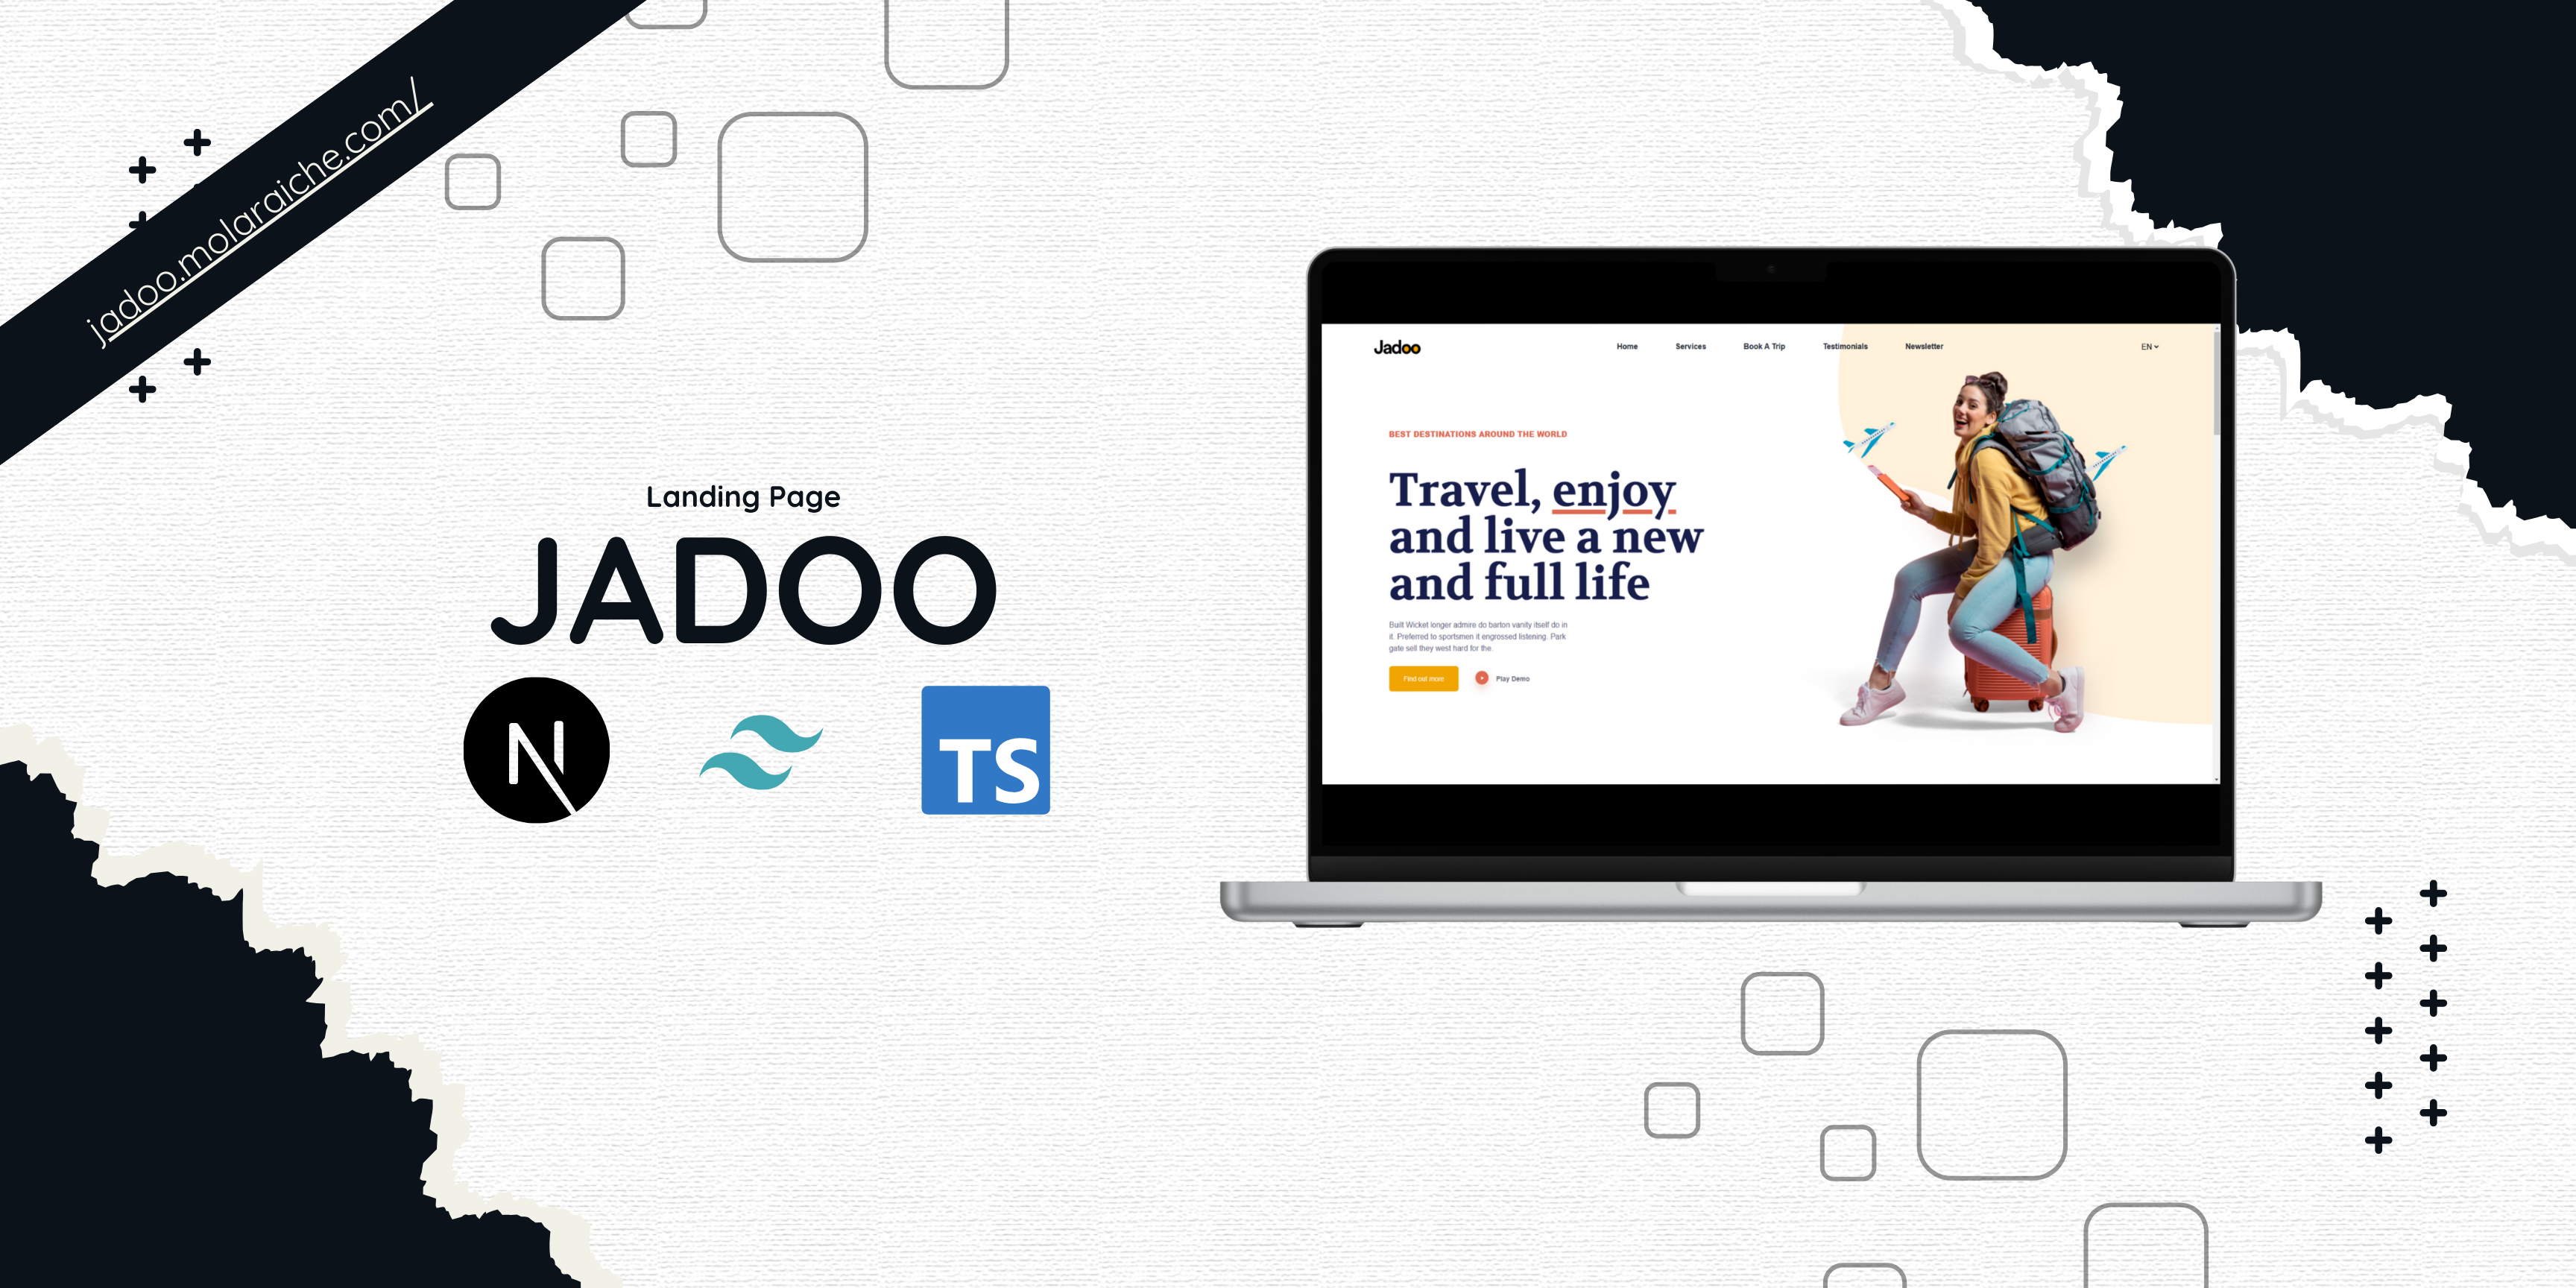 jadoo.molaraiche.com/
Landing Page
JADOO
N
TS
Jadoo
Home Services Book A Trip Testimonials Newsletter EN
BEST DESTINATIONS AROUND THE WORLD
Travel, enjoy
and live a new
and full life
Built Wicket longer admire do barton vanity itself do in
it. Preferred to sportsmen it engrossed listening. Park
gate sell they west hard for the.
Find out more Play Demo